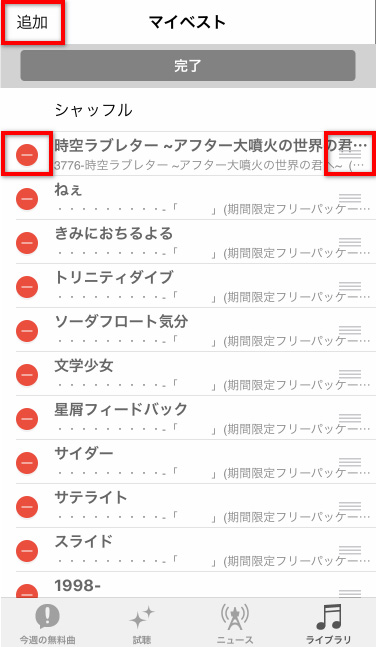 追加 マイベスト
完了
シャッフル
時空ラブレター ~アフター大噴火の世界の君…
3776-時空ラブレター ~アフター大噴火の世界の君へ~ (…
ねぇ
・・・・・・・・・-「　　」(期間限定フリーパッケー…
きみにおちるよる
・・・・・・・・・-「　　」(期間限定フリーパッケー…
トリニティダイブ
・・・・・・・・・-「　　」(期間限定フリーパッケー…
ソーダフロート気分
・・・・・・・・・-「　　」(期間限定フリーパッケー…
文学少女
・・・・・・・・・-「　　」(期間限定フリーパッケー…
星屑フィードバック
・・・・・・・・・-「　　」(期間限定フリーパッケー…
サイダー
・・・・・・・・・-「　　」(期間限定フリーパッケー…
サテライト
・・・・・・・・・-「　　」(期間限定フリーパッケー…
スライド
・・・・・・・・・-「　　」(期間限定フリーパッケー…
1998-
今週の無料曲 試聴 ニュース ライブラリ